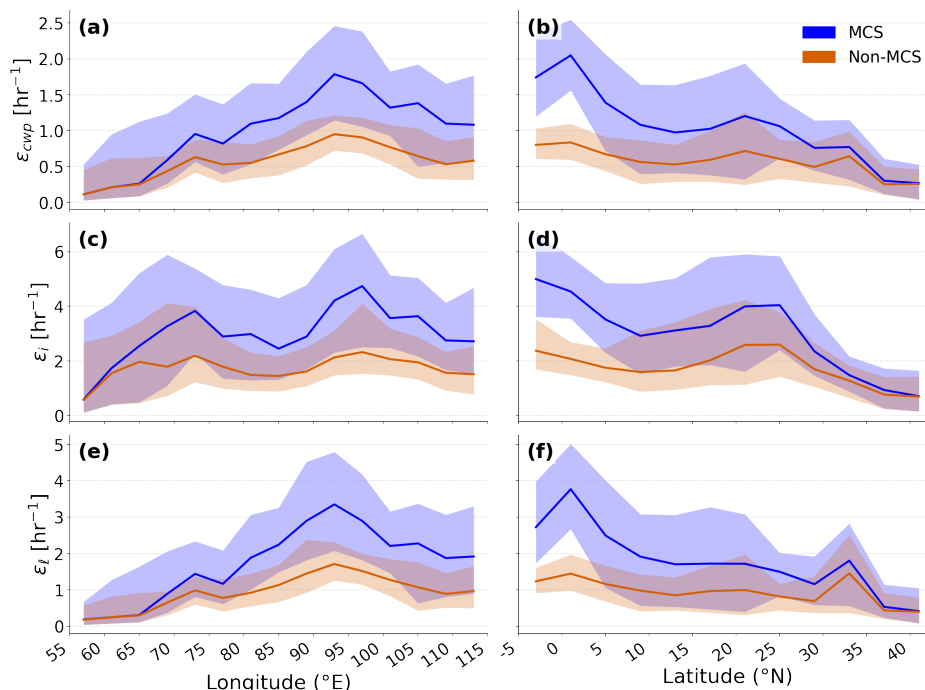 (a)
(b)
MCS
Non-MCS
ε_cwp [hr⁻¹]
2.5
2.0
1.5
1.0
0.5
0.0
(c)
(d)
ε_i [hr⁻¹]
6
4
2
0
(e)
(f)
ε_ℓ [hr⁻¹]
5
4
3
2
1
0
55 60 65 70 75 80 85 90 95 100 105 110 115
-5 0 5 10 15 20 25 30 35 40
Longitude (°E)
Latitude (°N)